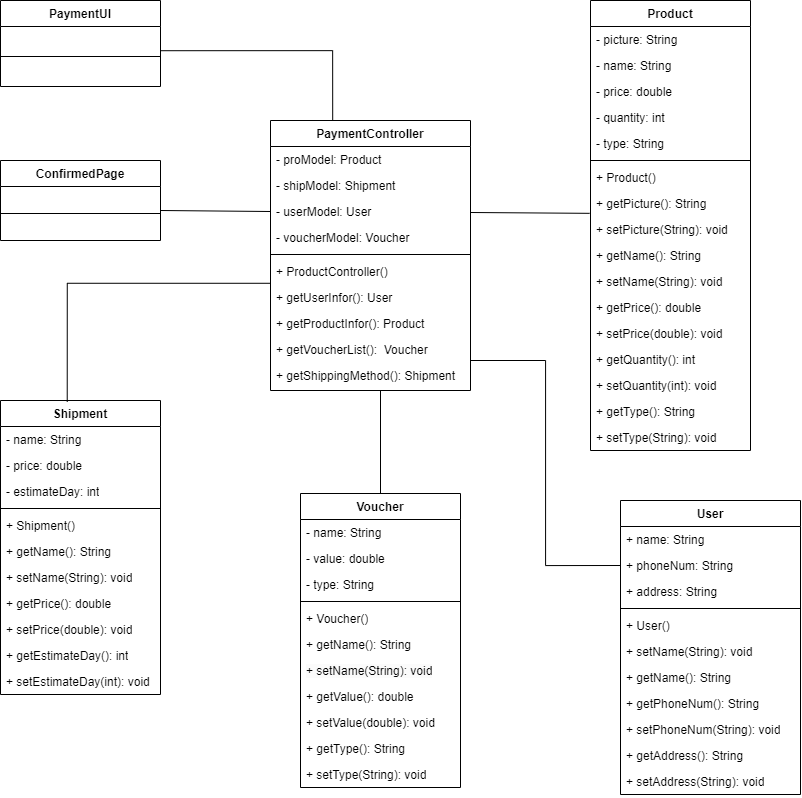 PaymentUI
ConfirmedPage
PaymentController
- proModel: Product
- shipModel: Shipment
- userModel: User
- voucherModel: Voucher
+ ProductController()
+ getUserInfor(): User
+ getProductInfor(): Product
+ getVoucherList():  Voucher
+ getShippingMethod(): Shipment
Product
- picture: String
- name: String
- price: double
- quantity: int
- type: String
+ Product()
+ getPicture(): String
+ setPicture(String): void
+ getName(): String
+ setName(String): void
+ getPrice(): double
+ setPrice(double): void
+ getQuantity(): int
+ setQuantity(int): void
+ getType(): String
+ setType(String): void
Shipment
- name: String
- price: double
- estimateDay: int
+ Shipment()
+ getName(): String
+ setName(String): void
+ getPrice(): double
+ setPrice(double): void
+ getEstimateDay(): int
+ setEstimateDay(int): void
Voucher
- name: String
- value: double
- type: String
+ Voucher()
+ getName(): String
+ setName(String): void
+ getValue(): double
+ setValue(double): void
+ getType(): String
+ setType(String): void
User
+ name: String
+ phoneNum: String
+ address: String
+ User()
+ setName(String): void
+ getName(): String
+ getPhoneNum(): String
+ setPhoneNum(String): void
+ getAddress(): String
+ setAddress(String): void